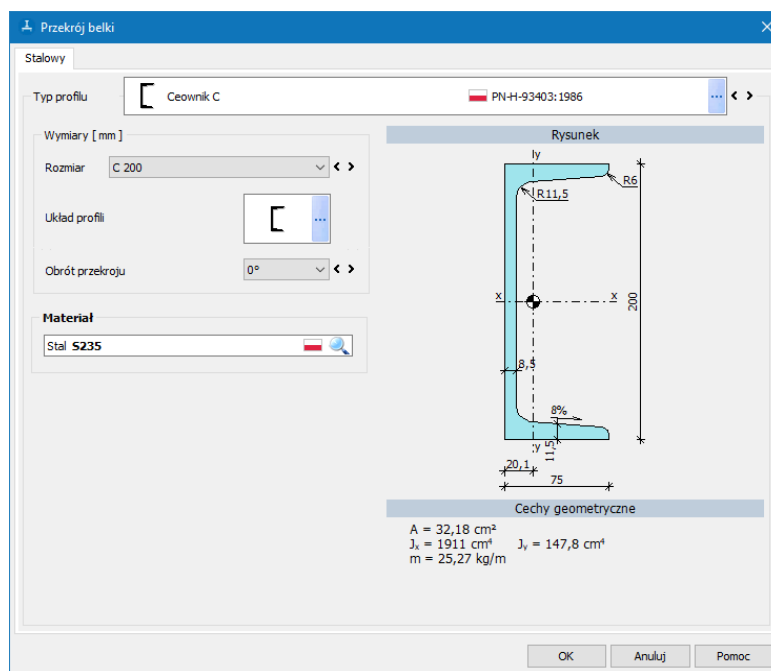 Przekrój belki
Stalowy
Typ profilu
Ceownik C
PN-H-93403:1986
Wymiary [ mm ]
Rozmiar
C 200
Układ profili
Obrót przekroju
0°
Materiał
Stal S235
Rysunek
y
R6
R11,5
x
x
200
8,5
8%
11,5
y
20,1
75
Cechy geometryczne
A = 32,18 cm²
Jₓ = 1911 cm⁴ Jᵧ = 147,8 cm⁴
m = 25,27 kg/m
OK
Anuluj
Pomoc